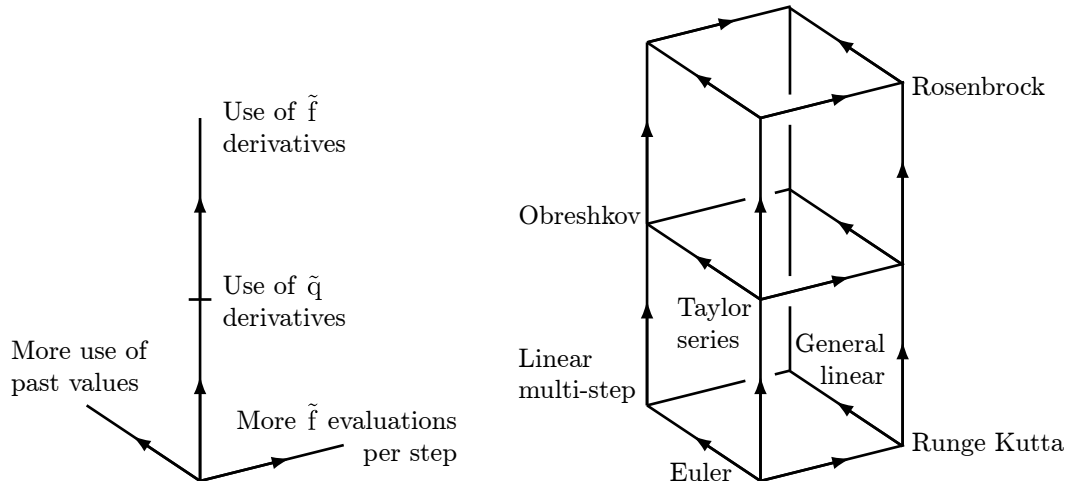 Use of f̃
derivatives
Use of q̃
derivatives
More use of
past values
More f̃ evaluations
per step
Rosenbrock
Obreshkov
Taylor
series
General
linear
Linear
multi-step
Runge Kutta
Euler